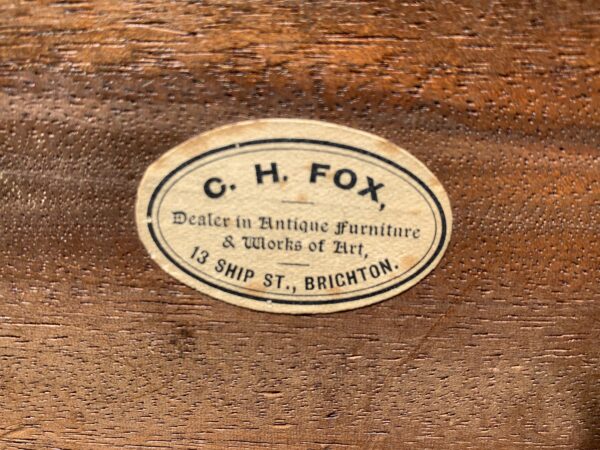 C. H. FOX,
Dealer in Antique Furniture
& Works of Art,
13 SHIP ST., BRIGHTON.